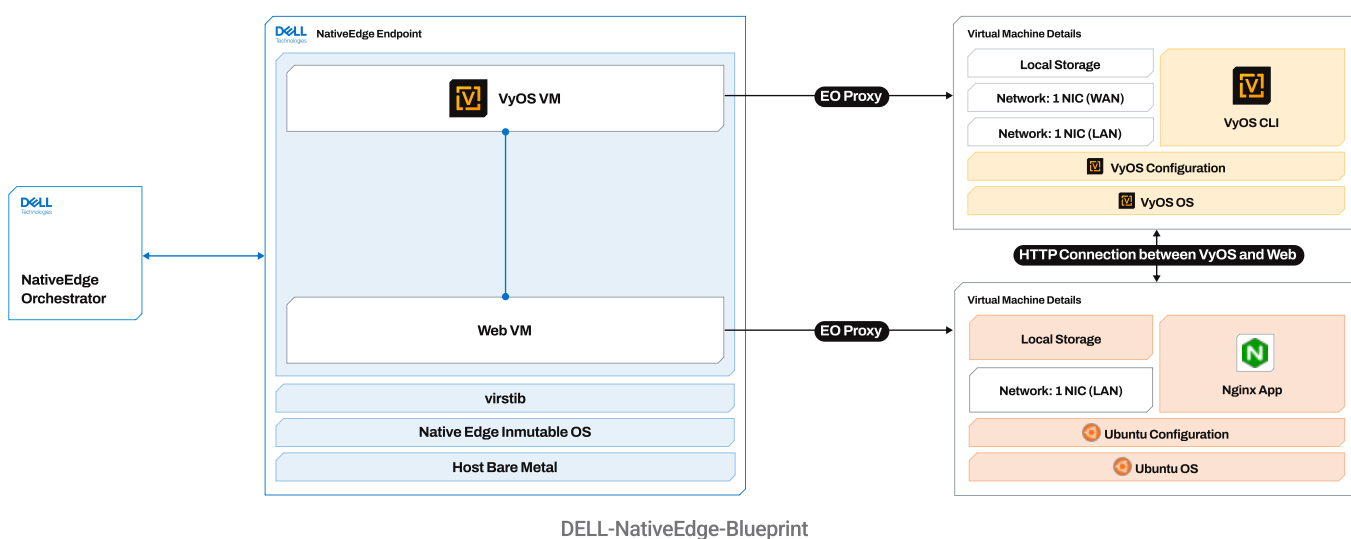 DELL
Technologies
NativeEdge
Orchestrator
DELL
Technologies
NativeEdge Endpoint
VyOS VM
Web VM
virstib
Native Edge Inmutable OS
Host Bare Metal
EO Proxy
EO Proxy
Virtual Machine Details
Local Storage
Network: 1 NIC (WAN)
Network: 1 NIC (LAN)
VyOS CLI
VyOS Configuration
VyOS OS
HTTP Connection between VyOS and Web
Virtual Machine Details
Local Storage
Network: 1 NIC (LAN)
Nginx App
Ubuntu Configuration
Ubuntu OS
DELL-NativeEdge-Blueprint